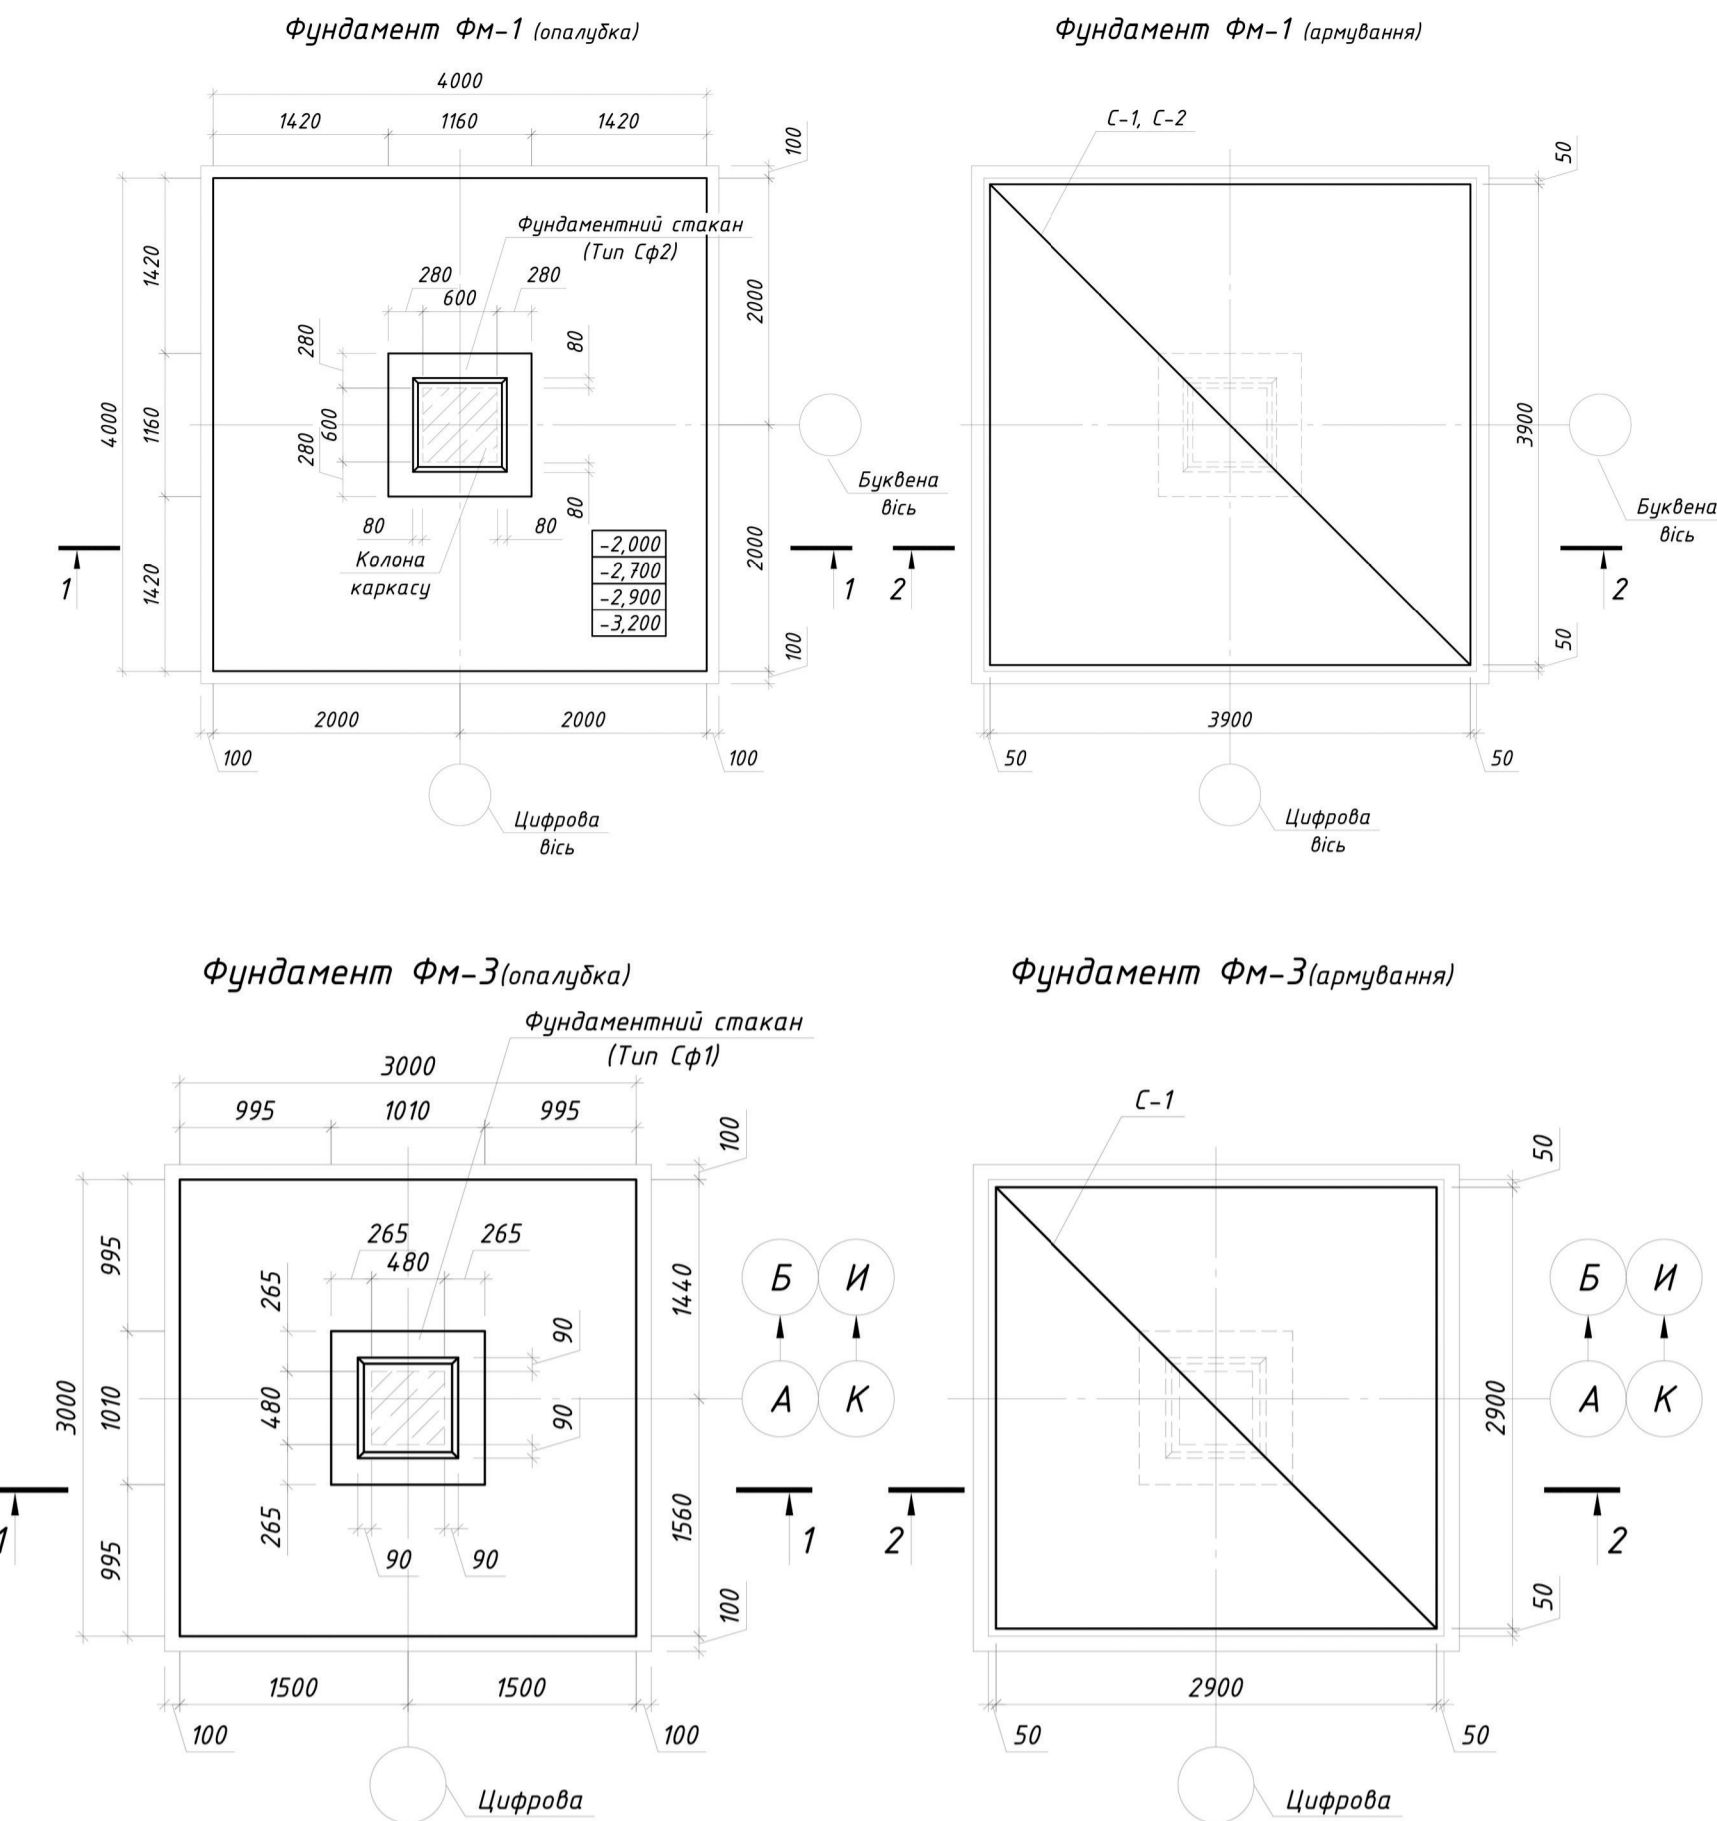 Фундамент Фм-1 (опалубка)
4000
1420 1160 1420
100
Фундаментний стакан
(Тип Сф2)
280 280
600
1420
280
80
2000
4000
1160
600
280
80
Буквена
вісь
80 80
Колона
каркасу
-2,000
-2,700
-2,900
-3,200
2000
1420
1 1
100
2000 2000
100 100
Цифрова
вісь
Фундамент Фм-1 (армування)
С-1, С-2
50
3900
Буквена
вісь
2 2
50
3900
50 50
Цифрова
вісь
Фундамент Фм-3(опалубка)
Фундаментний стакан
(Тип Сф1)
3000
995 1010 995
100
265 265
480
995
265
90
1440
Б И
3000
1010
480
90
А К
265
1560
995
90 90
1 1
100
1500 1500
100 100
Цифрова
Фундамент Фм-3(армування)
С-1
50
Б И
2900
А К
2 2
50
2900
50 50
Цифрова